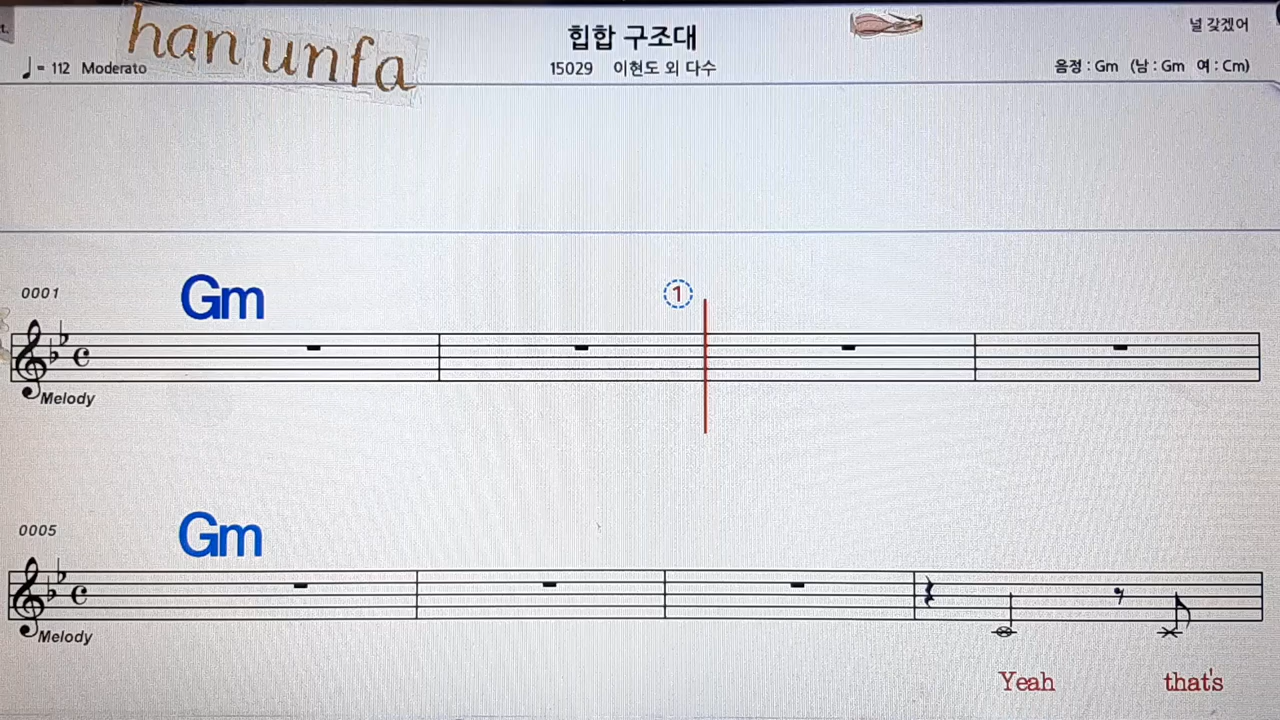 han unfa
힙합 구조대
널 갖겠어
♩ = 112 Moderato
15029 이현도 외 다수
음정 : Gm (남 : Gm 여 : Cm)
0001
Gm
1
Melody
0005
Gm
Melody
Yeah that's